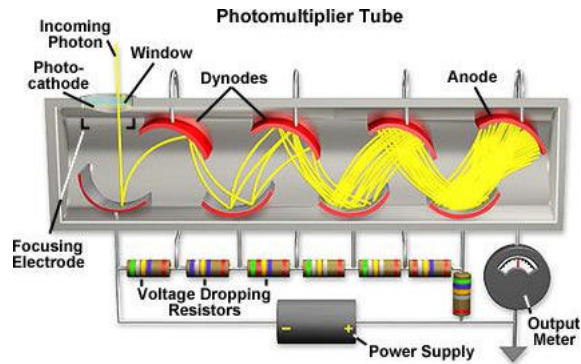 Photomultiplier Tube
Incoming
Photon
Window
Photo-
cathode
Dynodes
Anode
Focusing
Electrode
Voltage Dropping
Resistors
Power Supply
Output
Meter
− +